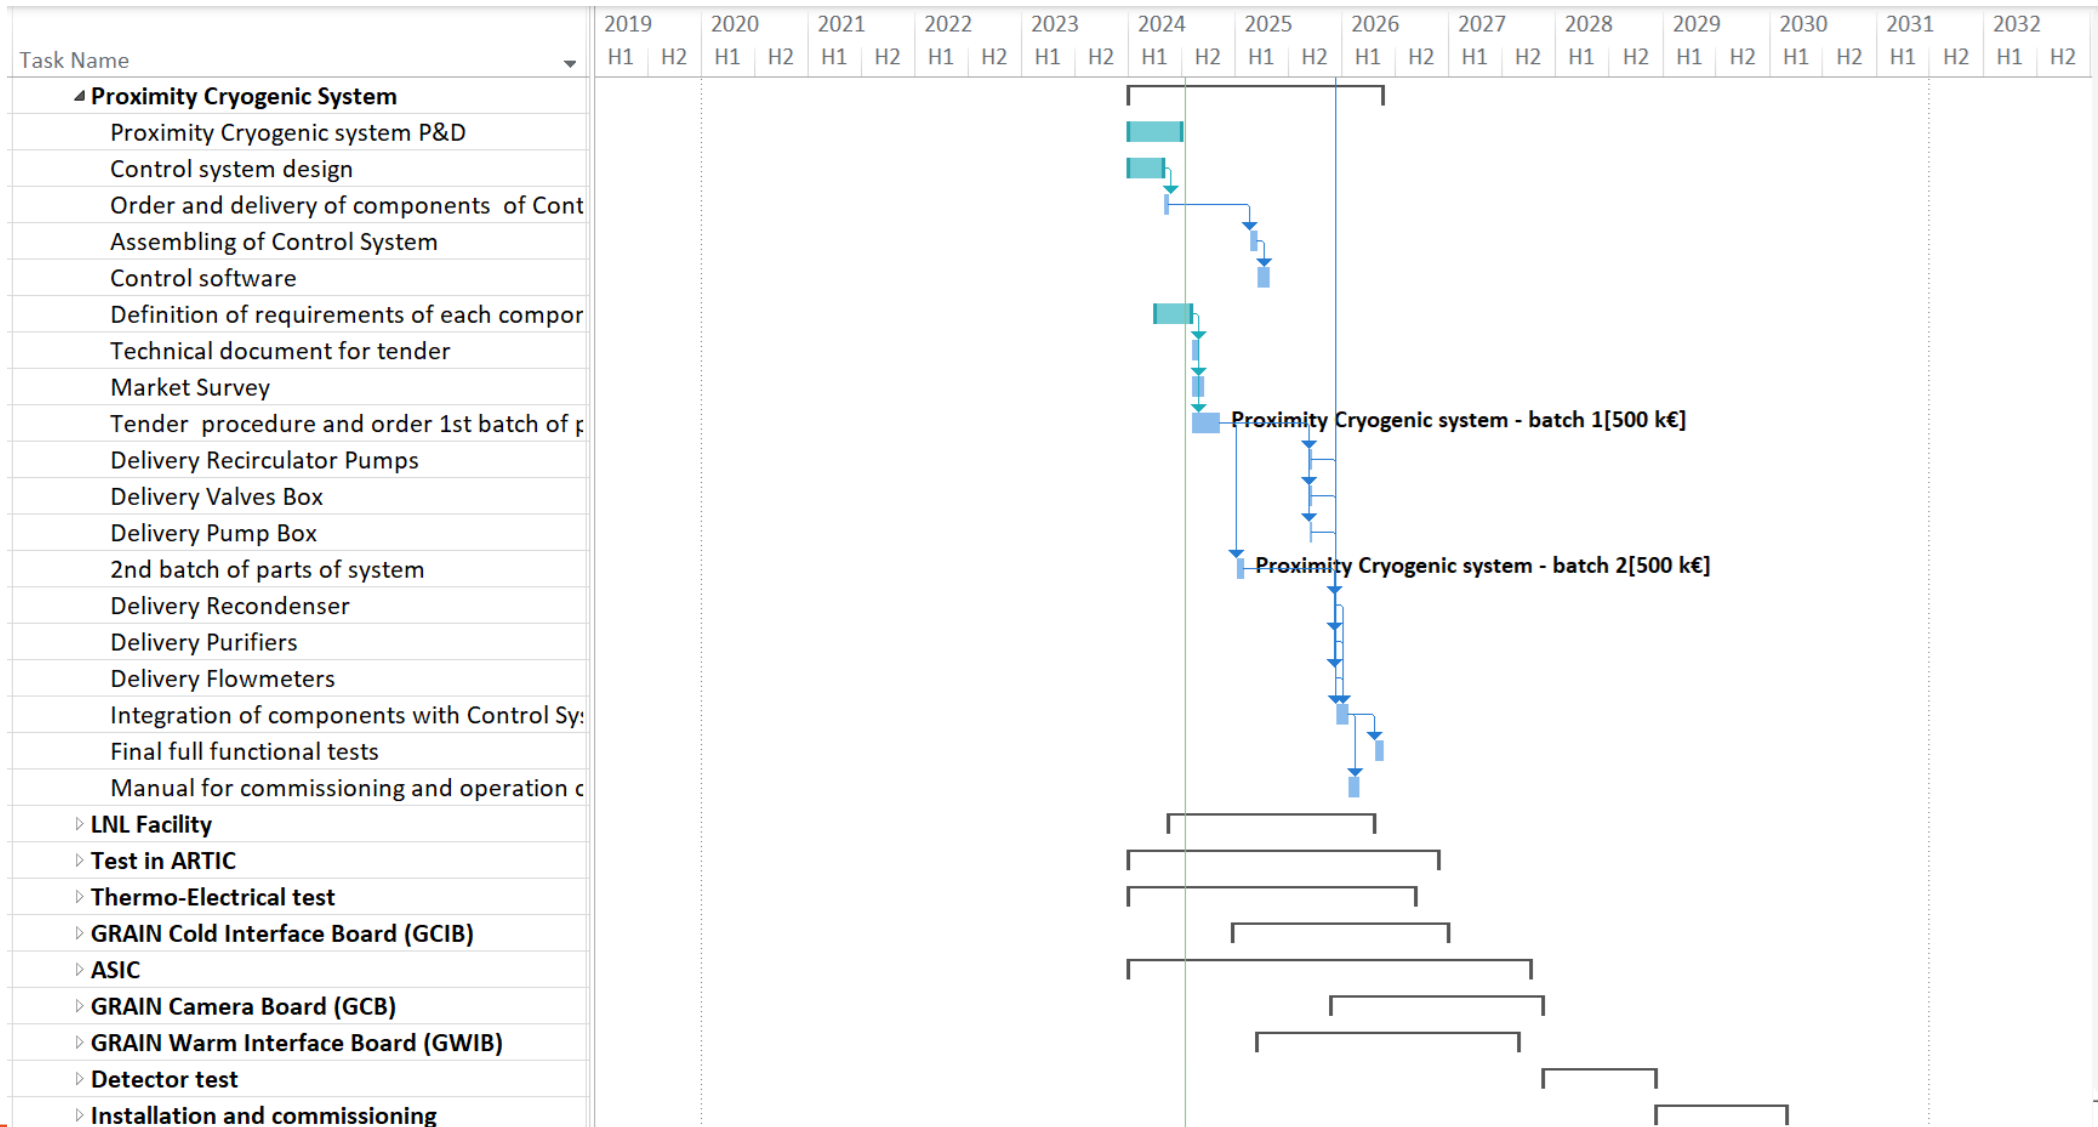 2019 2020 2021 2022 2023 2024 2025 2026 2027 2028 2029 2030 2031 2032
Task Name H1 H2 H1 H2 H1 H2 H1 H2 H1 H2 H1 H2 H1 H2 H1 H2 H1 H2 H1 H2 H1 H2 H1 H2 H1 H2 H1 H2
Proximity Cryogenic System
Proximity Cryogenic system P&D
Control system design
Order and delivery of components of Cont
Assembling of Control System
Control software
Definition of requirements of each compor
Technical document for tender
Market Survey
Tender procedure and order 1st batch of p Proximity Cryogenic system - batch 1[500 k€]
Delivery Recirculator Pumps
Delivery Valves Box
Delivery Pump Box
2nd batch of parts of system Proximity Cryogenic system - batch 2[500 k€]
Delivery Recondenser
Delivery Purifiers
Delivery Flowmeters
Integration of components with Control Sys
Final full functional tests
Manual for commissioning and operation c
LNL Facility
Test in ARTIC
Thermo-Electrical test
GRAIN Cold Interface Board (GCIB)
ASIC
GRAIN Camera Board (GCB)
GRAIN Warm Interface Board (GWIB)
Detector test
Installation and commissioning